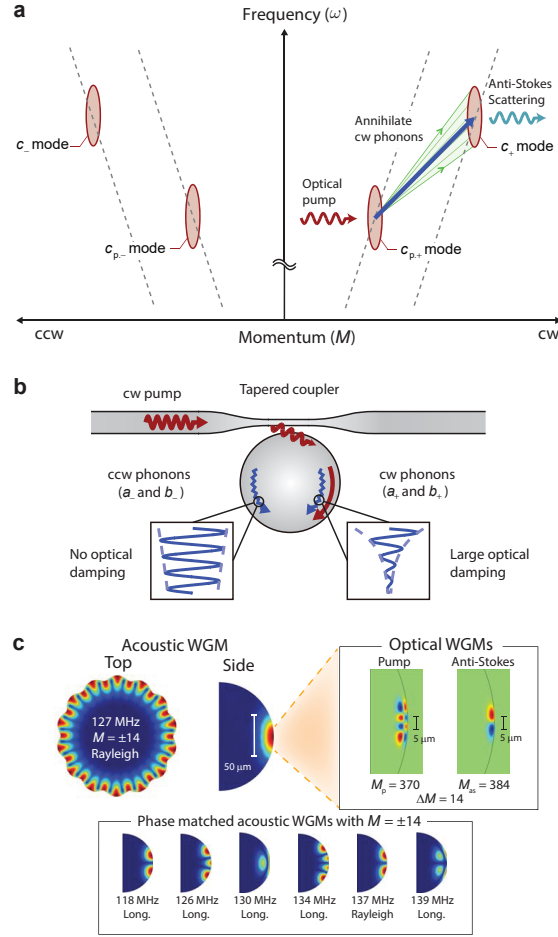 a
Frequency (ω)
Anti-Stokes
Scattering
Annihilate
cw phonons
c₋ mode
c₊ mode
Optical
pump
cₚ,₋ mode
cₚ,₊ mode
ccw
Momentum (M)
cw
b
cw pump
Tapered coupler
ccw phonons
(a₋ and b₋)
cw phonons
(a₊ and b₊)
No optical
damping
Large optical
damping
c
Acoustic WGM
Top
Side
Optical WGMs
Pump
Anti-Stokes
127 MHz
M = ±14
Rayleigh
50 µm
5 µm
5 µm
Mₚ = 370
Mₐₛ = 384
ΔM = 14
Phase matched acoustic WGMs with M = ±14
118 MHz
Long.
126 MHz
Long.
130 MHz
Long.
134 MHz
Long.
137 MHz
Rayleigh
139 MHz
Long.